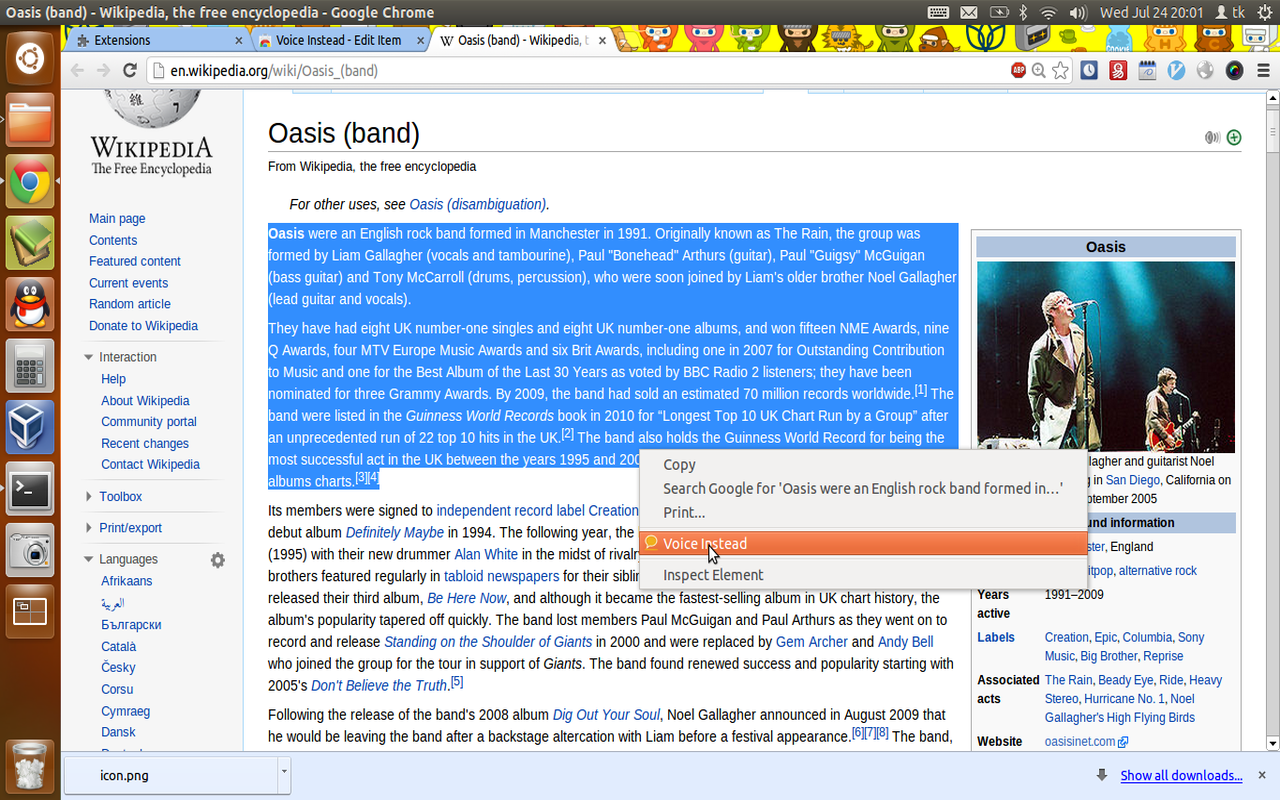 Oasis (band) - Wikipedia, the free encyclopedia - Google Chrome
Wed Jul 24 20:01 tk
Extensions ×
Voice Instead - Edit Item ×
W Oasis (band) - Wikipedia, t ×
en.wikipedia.org/wiki/Oasis_(band)
ABP
WIKIPEDIA
The Free Encyclopedia
Main page
Contents
Featured content
Current events
Random article
Donate to Wikipedia
Interaction
Help
About Wikipedia
Community portal
Recent changes
Contact Wikipedia
Toolbox
Print/export
Languages
Afrikaans
العربية
Български
Català
Česky
Corsu
Cymraeg
Dansk
Oasis (band)
From Wikipedia, the free encyclopedia
For other uses, see Oasis (disambiguation).
Oasis were an English rock band formed in Manchester in 1991. Originally known as The Rain, the group was
formed by Liam Gallagher (vocals and tambourine), Paul "Bonehead" Arthurs (guitar), Paul "Guigsy" McGuigan
(bass guitar) and Tony McCarroll (drums, percussion), who were soon joined by Liam's older brother Noel Gallagher
(lead guitar and vocals).
They have had eight UK number-one singles and eight UK number-one albums, and won fifteen NME Awards, nine
Q Awards, four MTV Europe Music Awards and six Brit Awards, including one in 2007 for Outstanding Contribution
to Music and one for the Best Album of the Last 30 Years as voted by BBC Radio 2 listeners; they have been
nominated for three Grammy Awards. By 2009, the band had sold an estimated 70 million records worldwide.[1] The
band were listed in the Guinness World Records book in 2010 for “Longest Top 10 UK Chart Run by a Group” after
an unprecedented run of 22 top 10 hits in the UK.[2] The band also holds the Guinness World Record for being the
most successful act in the UK between the years 1995 and 200
albums charts.[3][4]
Its members were signed to independent record label Creation
debut album Definitely Maybe in 1994. The following year, the
(1995) with their new drummer Alan White in the midst of rivalr
brothers featured regularly in tabloid newspapers for their sibli
released their third album, Be Here Now, and although it became the fastest-selling album in UK chart history, the
album's popularity tapered off quickly. The band lost members Paul McGuigan and Paul Arthurs as they went on to
record and release Standing on the Shoulder of Giants in 2000 and were replaced by Gem Archer and Andy Bell
who joined the group for the tour in support of Giants. The band found renewed success and popularity starting with
2005's Don't Believe the Truth.[5]
Following the release of the band's 2008 album Dig Out Your Soul, Noel Gallagher announced in August 2009 that
he would be leaving the band after a backstage altercation with Liam before a festival appearance.[6][7][8] The band,
Copy
Search Google for 'Oasis were an English rock band formed in...'
Print...
Voice Instead
Inspect Element
Oasis
llagher and guitarist Noel
g in San Diego, California on
ptember 2005
und information
ster, England
itpop, alternative rock
Years active 1991–2009
Labels Creation, Epic, Columbia, Sony
Music, Big Brother, Reprise
Associated acts The Rain, Beady Eye, Ride, Heavy
Stereo, Hurricane No. 1, Noel
Gallagher's High Flying Birds
Website oasisinet.com
icon.png
Show all downloads... ×